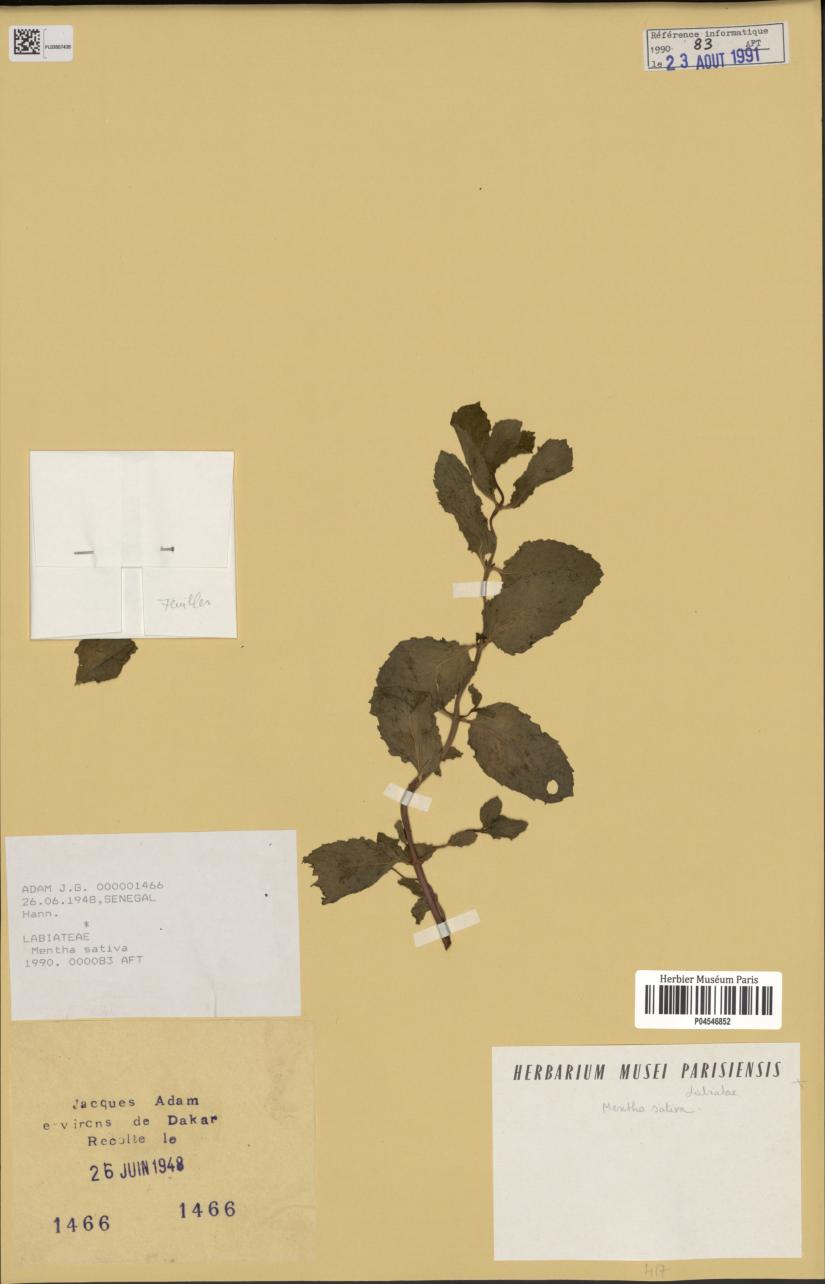 Référence informatique
1990- 83 AFT
le 23 AOUT 1991
Feuilles
ADAM J.G. 000001466
26.06.1948,SENEGAL
Hann.
*
LABIATEAE
Mentha sativa
1990. 000083 AFT
Herbier Muséum Paris
P04546852
HERBARIUM MUSEI PARISIENSIS
Labiatae
Mentha sativa
Jacques Adam
environs de Dakar
Recolte le
26 JUIN 1948
1466 1466
417